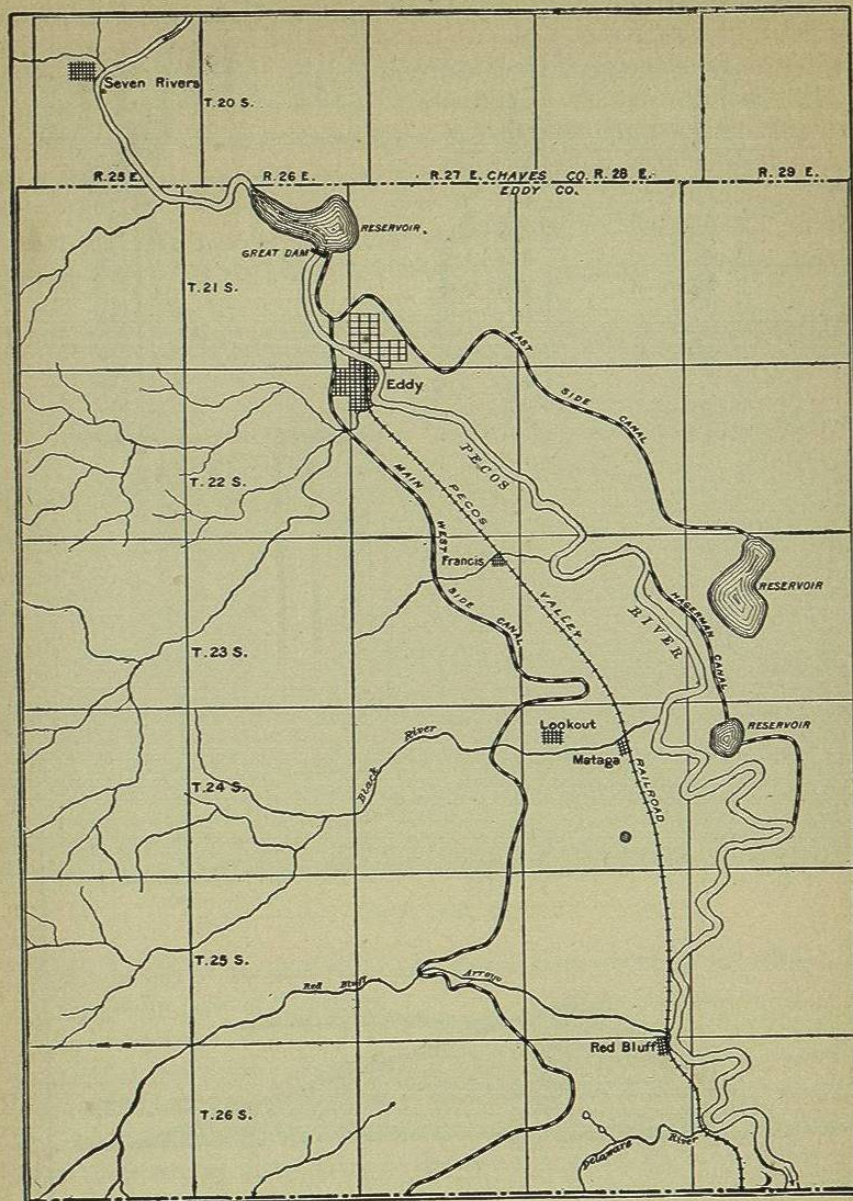 Seven Rivers
T. 20 S.
R. 25 E.
R. 26 E.
R. 27 E. CHAVES CO. R. 28 E.
R. 29 E.
EDDY CO.
RESERVOIR.
GREAT DAM
T. 21 S.
EAST SIDE CANAL
Eddy
PECOS RIVER
T. 22 S.
MAIN WEST SIDE CANAL
PECOS VALLEY RAILROAD
Francis
RESERVOIR
HAGERMAN CANAL
T. 23 S.
Lookout
RESERVOIR
Black River
Mataga
T. 24 S.
T. 25 S.
Red Bluff Arroyo
Red Bluff
T. 26 S.
Delaware River